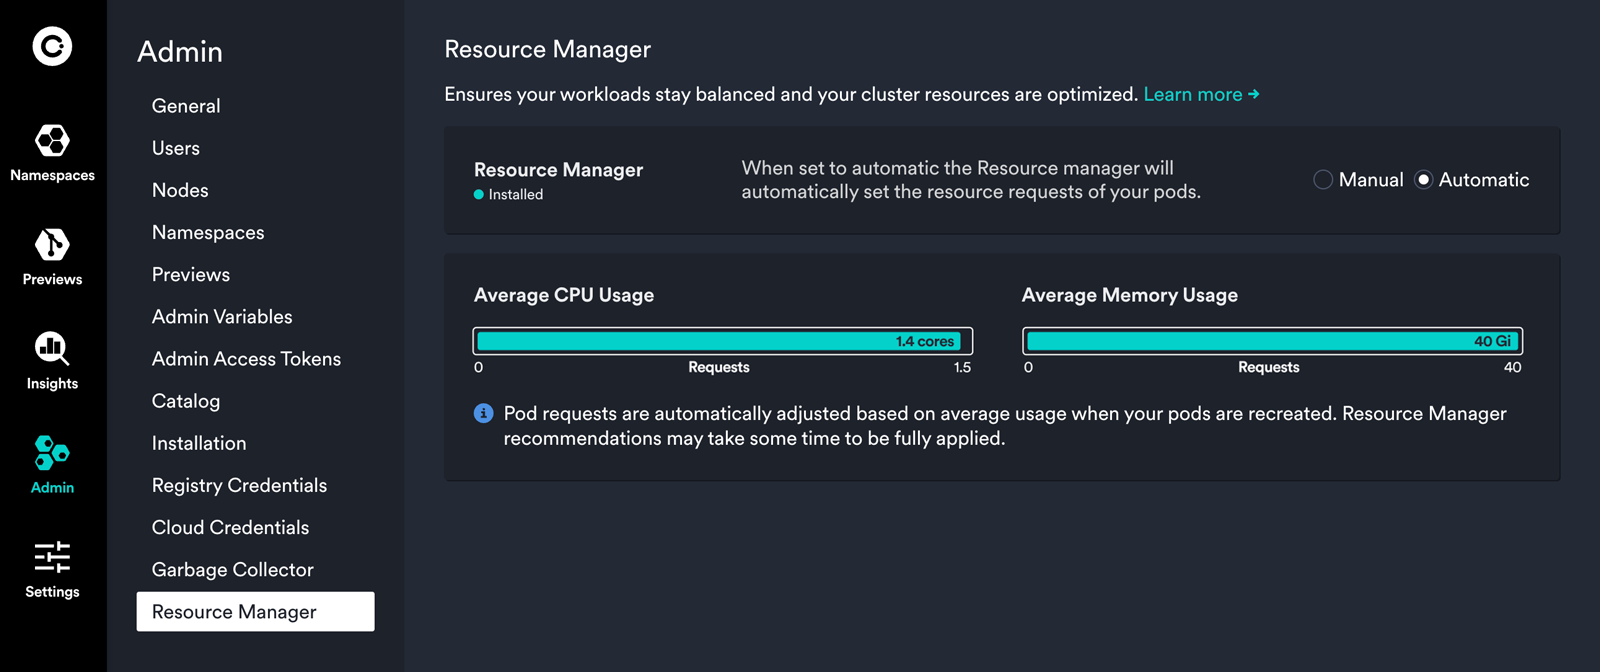 Namespaces
Previews
Insights
Admin
Settings
Admin
General
Users
Nodes
Namespaces
Previews
Admin Variables
Admin Access Tokens
Catalog
Installation
Registry Credentials
Cloud Credentials
Garbage Collector
Resource Manager
Resource Manager
Ensures your workloads stay balanced and your cluster resources are optimized. Learn more →
Resource Manager
Installed
When set to automatic the Resource manager will
automatically set the resource requests of your pods.
Manual
Automatic
Average CPU Usage
1.4 cores
0 Requests 1.5
Average Memory Usage
40 Gi
0 Requests 40
Pod requests are automatically adjusted based on average usage when your pods are recreated. Resource Manager
recommendations may take some time to be fully applied.